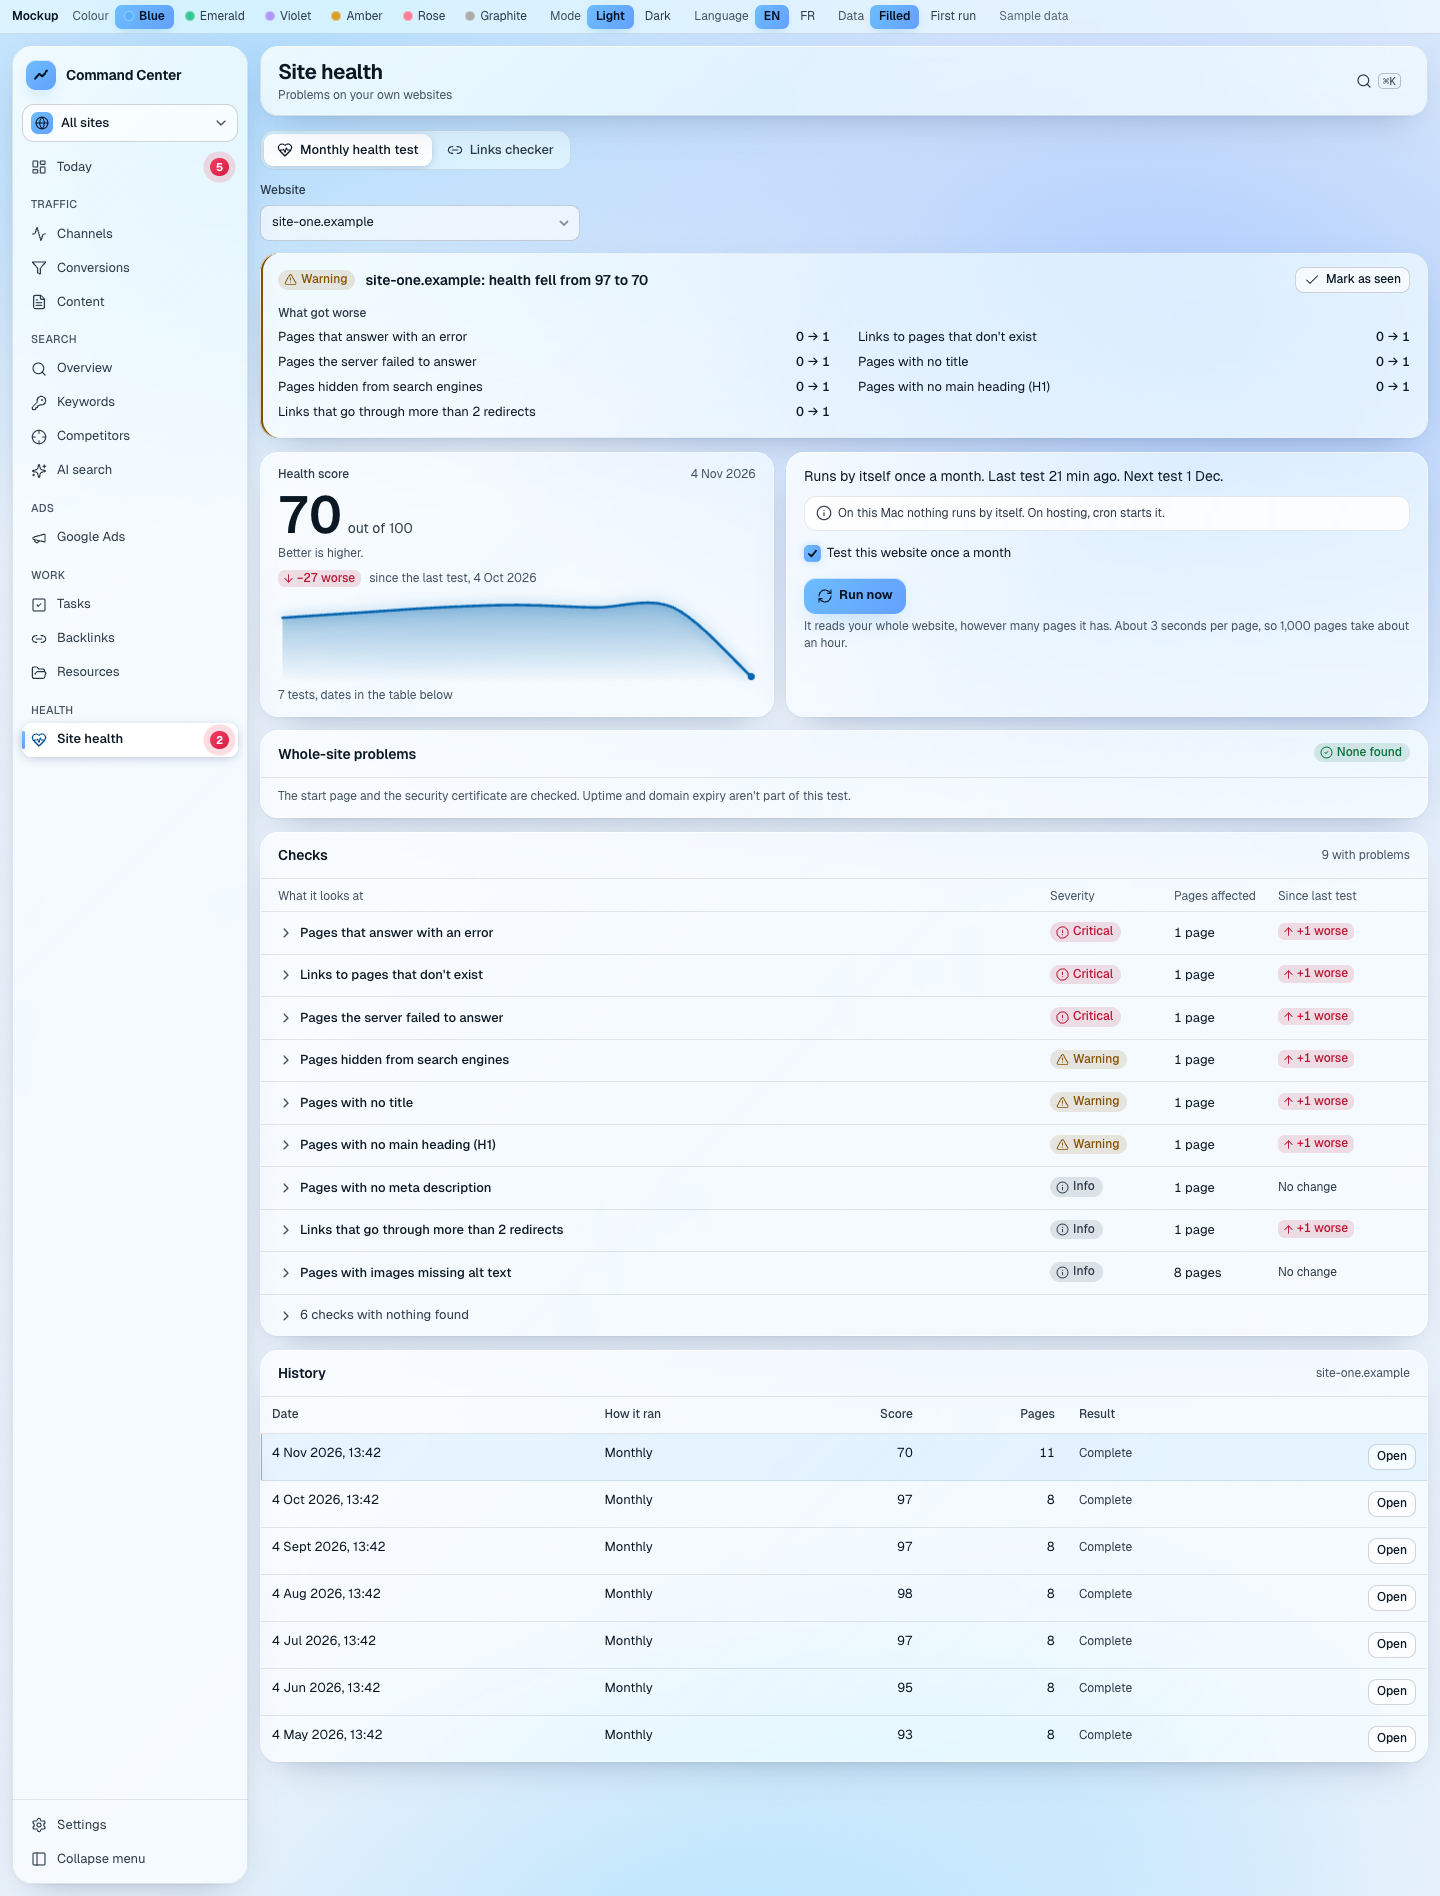 Mockup Colour Blue Emerald Violet Amber Rose Graphite Mode Light Dark Language EN FR Data Filled First run Sample data
Command Center
All sites
Today 5
TRAFFIC
Channels
Conversions
Content
SEARCH
Overview
Keywords
Competitors
AI search
ADS
Google Ads
WORK
Tasks
Backlinks
Resources
HEALTH
Site health 2
Settings
Collapse menu
Site health
Problems on your own websites
⌘K
Monthly health test Links checker
Website
site-one.example
Warning site-one.example: health fell from 97 to 70 Mark as seen
What got worse
Pages that answer with an error 0 → 1 Links to pages that don't exist 0 → 1
Pages the server failed to answer 0 → 1 Pages with no title 0 → 1
Pages hidden from search engines 0 → 1 Pages with no main heading (H1) 0 → 1
Links that go through more than 2 redirects 0 → 1
Health score 4 Nov 2026
70 out of 100
Better is higher.
↓ −27 worse since the last test, 4 Oct 2026
7 tests, dates in the table below
Runs by itself once a month. Last test 21 min ago. Next test 1 Dec.
On this Mac nothing runs by itself. On hosting, cron starts it.
Test this website once a month
Run now
It reads your whole website, however many pages it has. About 3 seconds per page, so 1,000 pages take about
an hour.
Whole-site problems None found
The start page and the security certificate are checked. Uptime and domain expiry aren't part of this test.
Checks 9 with problems
What it looks at Severity Pages affected Since last test
Pages that answer with an error Critical 1 page ↑ +1 worse
Links to pages that don't exist Critical 1 page ↑ +1 worse
Pages the server failed to answer Critical 1 page ↑ +1 worse
Pages hidden from search engines Warning 1 page ↑ +1 worse
Pages with no title Warning 1 page ↑ +1 worse
Pages with no main heading (H1) Warning 1 page ↑ +1 worse
Pages with no meta description Info 1 page No change
Links that go through more than 2 redirects Info 1 page ↑ +1 worse
Pages with images missing alt text Info 8 pages No change
6 checks with nothing found
History site-one.example
Date How it ran Score Pages Result
4 Nov 2026, 13:42 Monthly 70 11 Complete Open
4 Oct 2026, 13:42 Monthly 97 8 Complete Open
4 Sept 2026, 13:42 Monthly 97 8 Complete Open
4 Aug 2026, 13:42 Monthly 98 8 Complete Open
4 Jul 2026, 13:42 Monthly 97 8 Complete Open
4 Jun 2026, 13:42 Monthly 95 8 Complete Open
4 May 2026, 13:42 Monthly 93 8 Complete Open